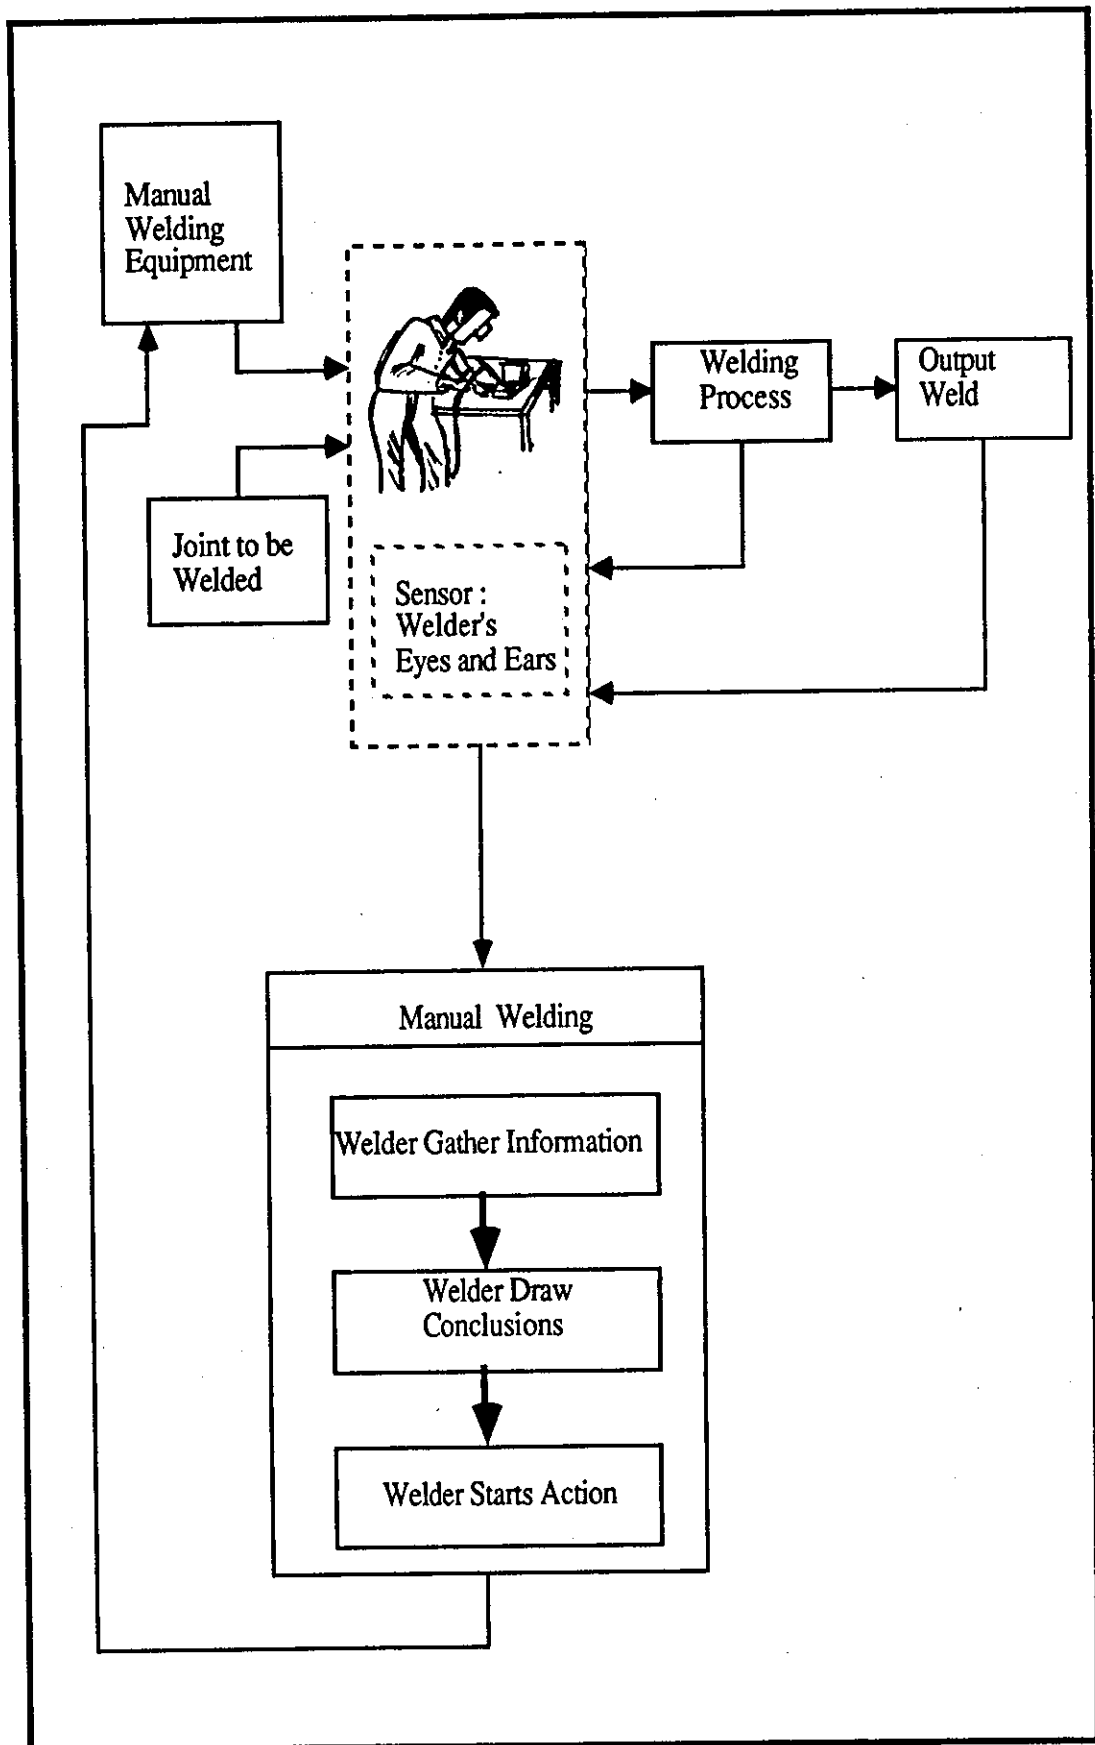 Manual
Welding
Equipment
Welding
Process
Output
Weld
Joint to be
Welded
Sensor :
Welder's
Eyes and Ears
Manual Welding
Welder Gather Information
Welder Draw
Conclusions
Welder Starts Action